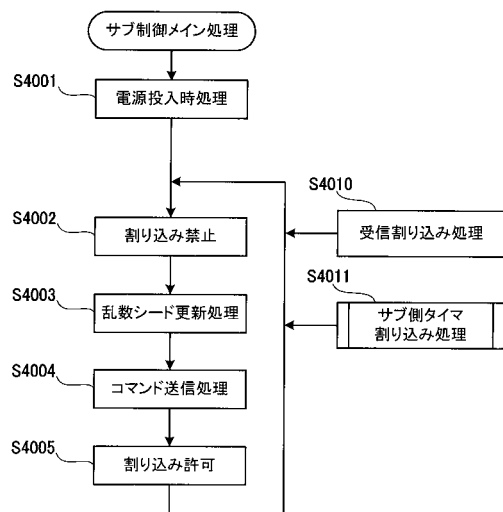 サブ制御メイン処理
S4001
電源投入時処理
S4010
受信割り込み処理
S4002
割り込み禁止
S4011
サブ側タイマ
割り込み処理
S4003
乱数シード更新処理
S4004
コマンド送信処理
S4005
割り込み許可